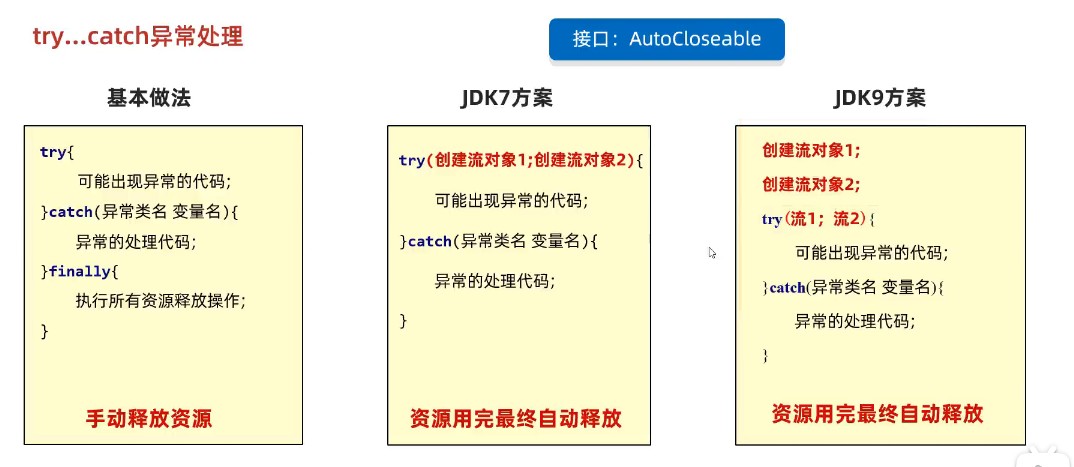 try...catch异常处理
接口：AutoCloseable
基本做法
try{
可能出现异常的代码;
}catch(异常类名 变量名){
异常的处理代码;
}finally{
执行所有资源释放操作;
}
手动释放资源
JDK7方案
try(创建流对象1;创建流对象2){
可能出现异常的代码;
}catch(异常类名 变量名){
异常的处理代码;
}
资源用完最终自动释放
JDK9方案
创建流对象1;
创建流对象2;
try(流1；流2){
可能出现异常的代码;
}catch(异常类名 变量名){
异常的处理代码;
}
资源用完最终自动释放